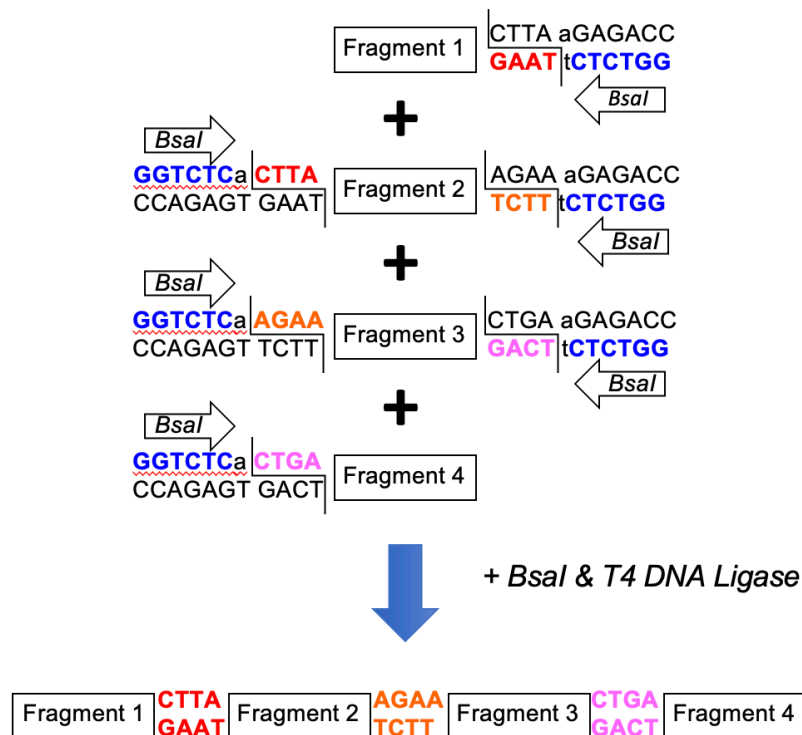 Fragment 1
CTTA aGAGACC
GAAT tCTCTGG
BsaI
+
BsaI
GGTCTCa CTTA
CCAGAGT GAAT
Fragment 2
AGAA aGAGACC
TCTT tCTCTGG
BsaI
+
BsaI
GGTCTCa AGAA
CCAGAGT TCTT
Fragment 3
CTGA aGAGACC
GACT tCTCTGG
BsaI
+
BsaI
GGTCTCa CTGA
CCAGAGT GACT
Fragment 4
+ BsaI & T4 DNA Ligase
Fragment 1
CTTA
GAAT
Fragment 2
AGAA
TCTT
Fragment 3
CTGA
GACT
Fragment 4